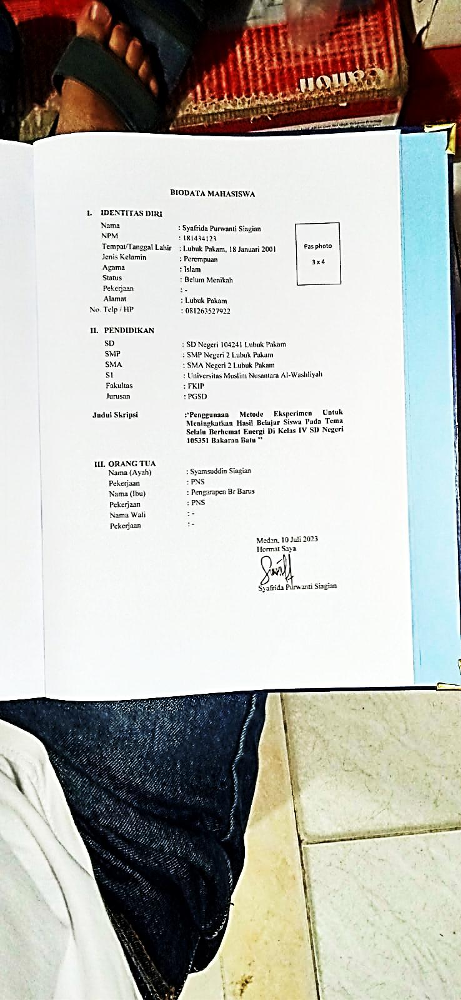 Canon
BIODATA MAHASISWA
I. IDENTITAS DIRI
Nama : Syafrida Purwanti Siagian
NPM : 181434123
Tempat/Tanggal Lahir : Lubuk Pakam, 18 Januari 2001
Jenis Kelamin : Perempuan
Agama : Islam
Status : Belum Menikah
Pekerjaan : -
Alamat : Lubuk Pakam
No. Telp / HP : 081263527922
Pas photo
3 x 4
II. PENDIDIKAN
SD : SD Negeri 104241 Lubuk Pakam
SMP : SMP Negeri 2 Lubuk Pakam
SMA : SMA Negeri 2 Lubuk Pakam
S1 : Universitas Muslim Nusantara Al-Washliyah
Fakultas : FKIP
Jurusan : PGSD
Judul Skripsi :"Penggunaan Metode Eksperimen Untuk
Meningkatkan Hasil Belajar Siswa Pada Tema
Selalu Berhemat Energi Di Kelas IV SD Negeri
105351 Bakaran Batu "
III. ORANG TUA
Nama (Ayah) : Syamsuddin Siagian
Pekerjaan : PNS
Nama (Ibu) : Pengarapen Br Barus
Pekerjaan : PNS
Nama Wali : -
Pekerjaan : -
Medan, 10 Juli 2023
Hormat Saya
Syafrida Purwanti Siagian